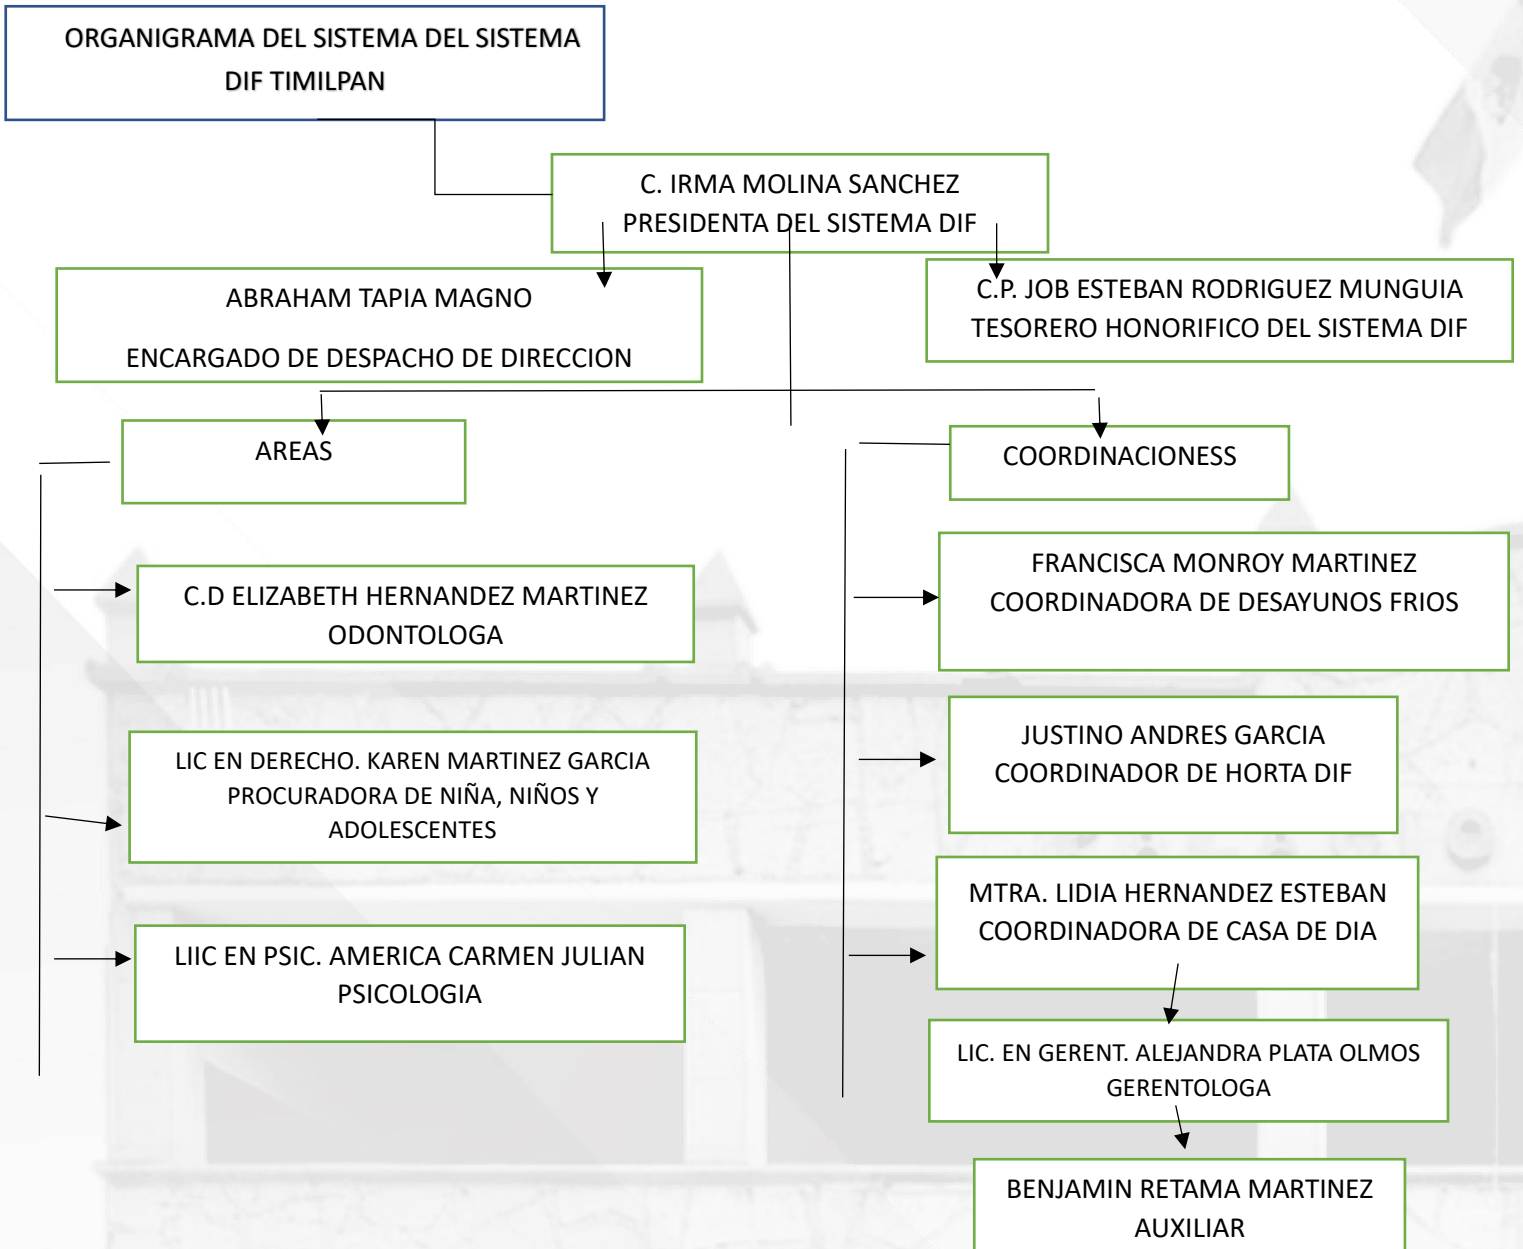 ORGANIGRAMA DEL SISTEMA DEL SISTEMA
DIF TIMILPAN
C. IRMA MOLINA SANCHEZ
PRESIDENTA DEL SISTEMA DIF
ABRAHAM TAPIA MAGNO
ENCARGADO DE DESPACHO DE DIRECCION
C.P. JOB ESTEBAN RODRIGUEZ MUNGUIA
TESORERO HONORIFICO DEL SISTEMA DIF
AREAS
C.D ELIZABETH HERNANDEZ MARTINEZ
ODONTOLOGA
LIC EN DERECHO. KAREN MARTINEZ GARCIA
PROCURADORA DE NIÑA, NIÑOS Y
ADOLESCENTES
LIIC EN PSIC. AMERICA CARMEN JULIAN
PSICOLOGIA
COORDINACIONESS
FRANCISCA MONROY MARTINEZ
COORDINADORA DE DESAYUNOS FRIOS
JUSTINO ANDRES GARCIA
COORDINADOR DE HORTA DIF
MTRA. LIDIA HERNANDEZ ESTEBAN
COORDINADORA DE CASA DE DIA
LIC. EN GERENT. ALEJANDRA PLATA OLMOS
GERENTOLOGA
BENJAMIN RETAMA MARTINEZ
AUXILIAR